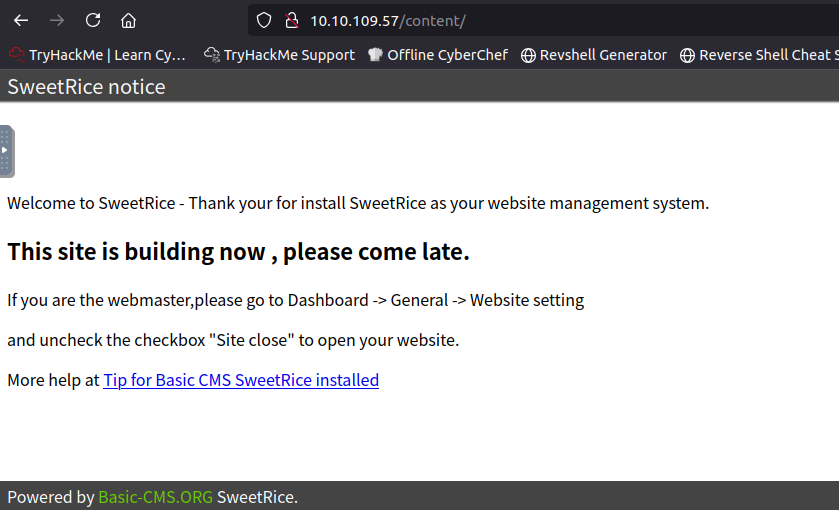 10.10.109.57/content/
TryHackMe | Learn Cy... TryHackMe Support Offline CyberChef Revshell Generator Reverse Shell Cheat S
SweetRice notice
Welcome to SweetRice - Thank your for install SweetRice as your website management system.
This site is building now , please come late.
If you are the webmaster,please go to Dashboard -> General -> Website setting
and uncheck the checkbox "Site close" to open your website.
More help at Tip for Basic CMS SweetRice installed
Powered by Basic-CMS.ORG SweetRice.